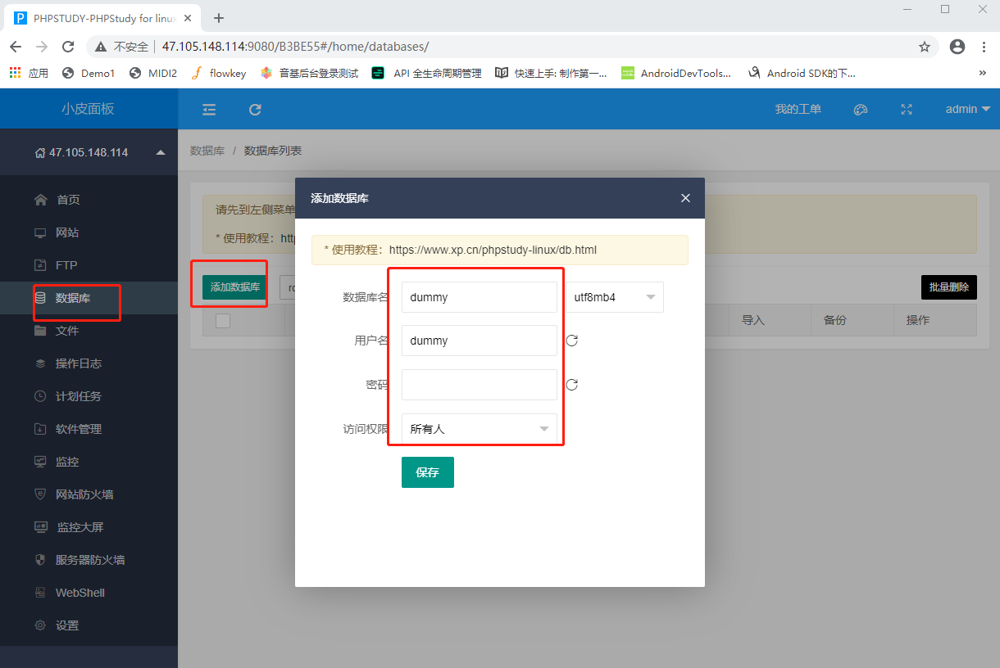 PHPSTUDY-PHPStudy for linu
不安全 47.105.148.114:9080/B3BE55#/home/databases/
应用 Demo1 MIDI2 flowkey 音基后台登录测试 API 全生命周期管理 快速上手: 制作第一... AndroidDevTools... Android SDK的下...
小皮面板
我的工单 admin
47.105.148.114
数据库 / 数据库列表
首页
网站
FTP
数据库
文件
操作日志
计划任务
软件管理
监控
网站防火墙
监控大屏
服务器防火墙
WebShell
设置
请先到左侧菜单
* 使用教程：
添加数据库
批量删除
导入 备份 操作
添加数据库
* 使用教程：https://www.xp.cn/phpstudy-linux/db.html
数据库名 dummy utf8mb4
用户名 dummy
密码
访问权限 所有人
保存